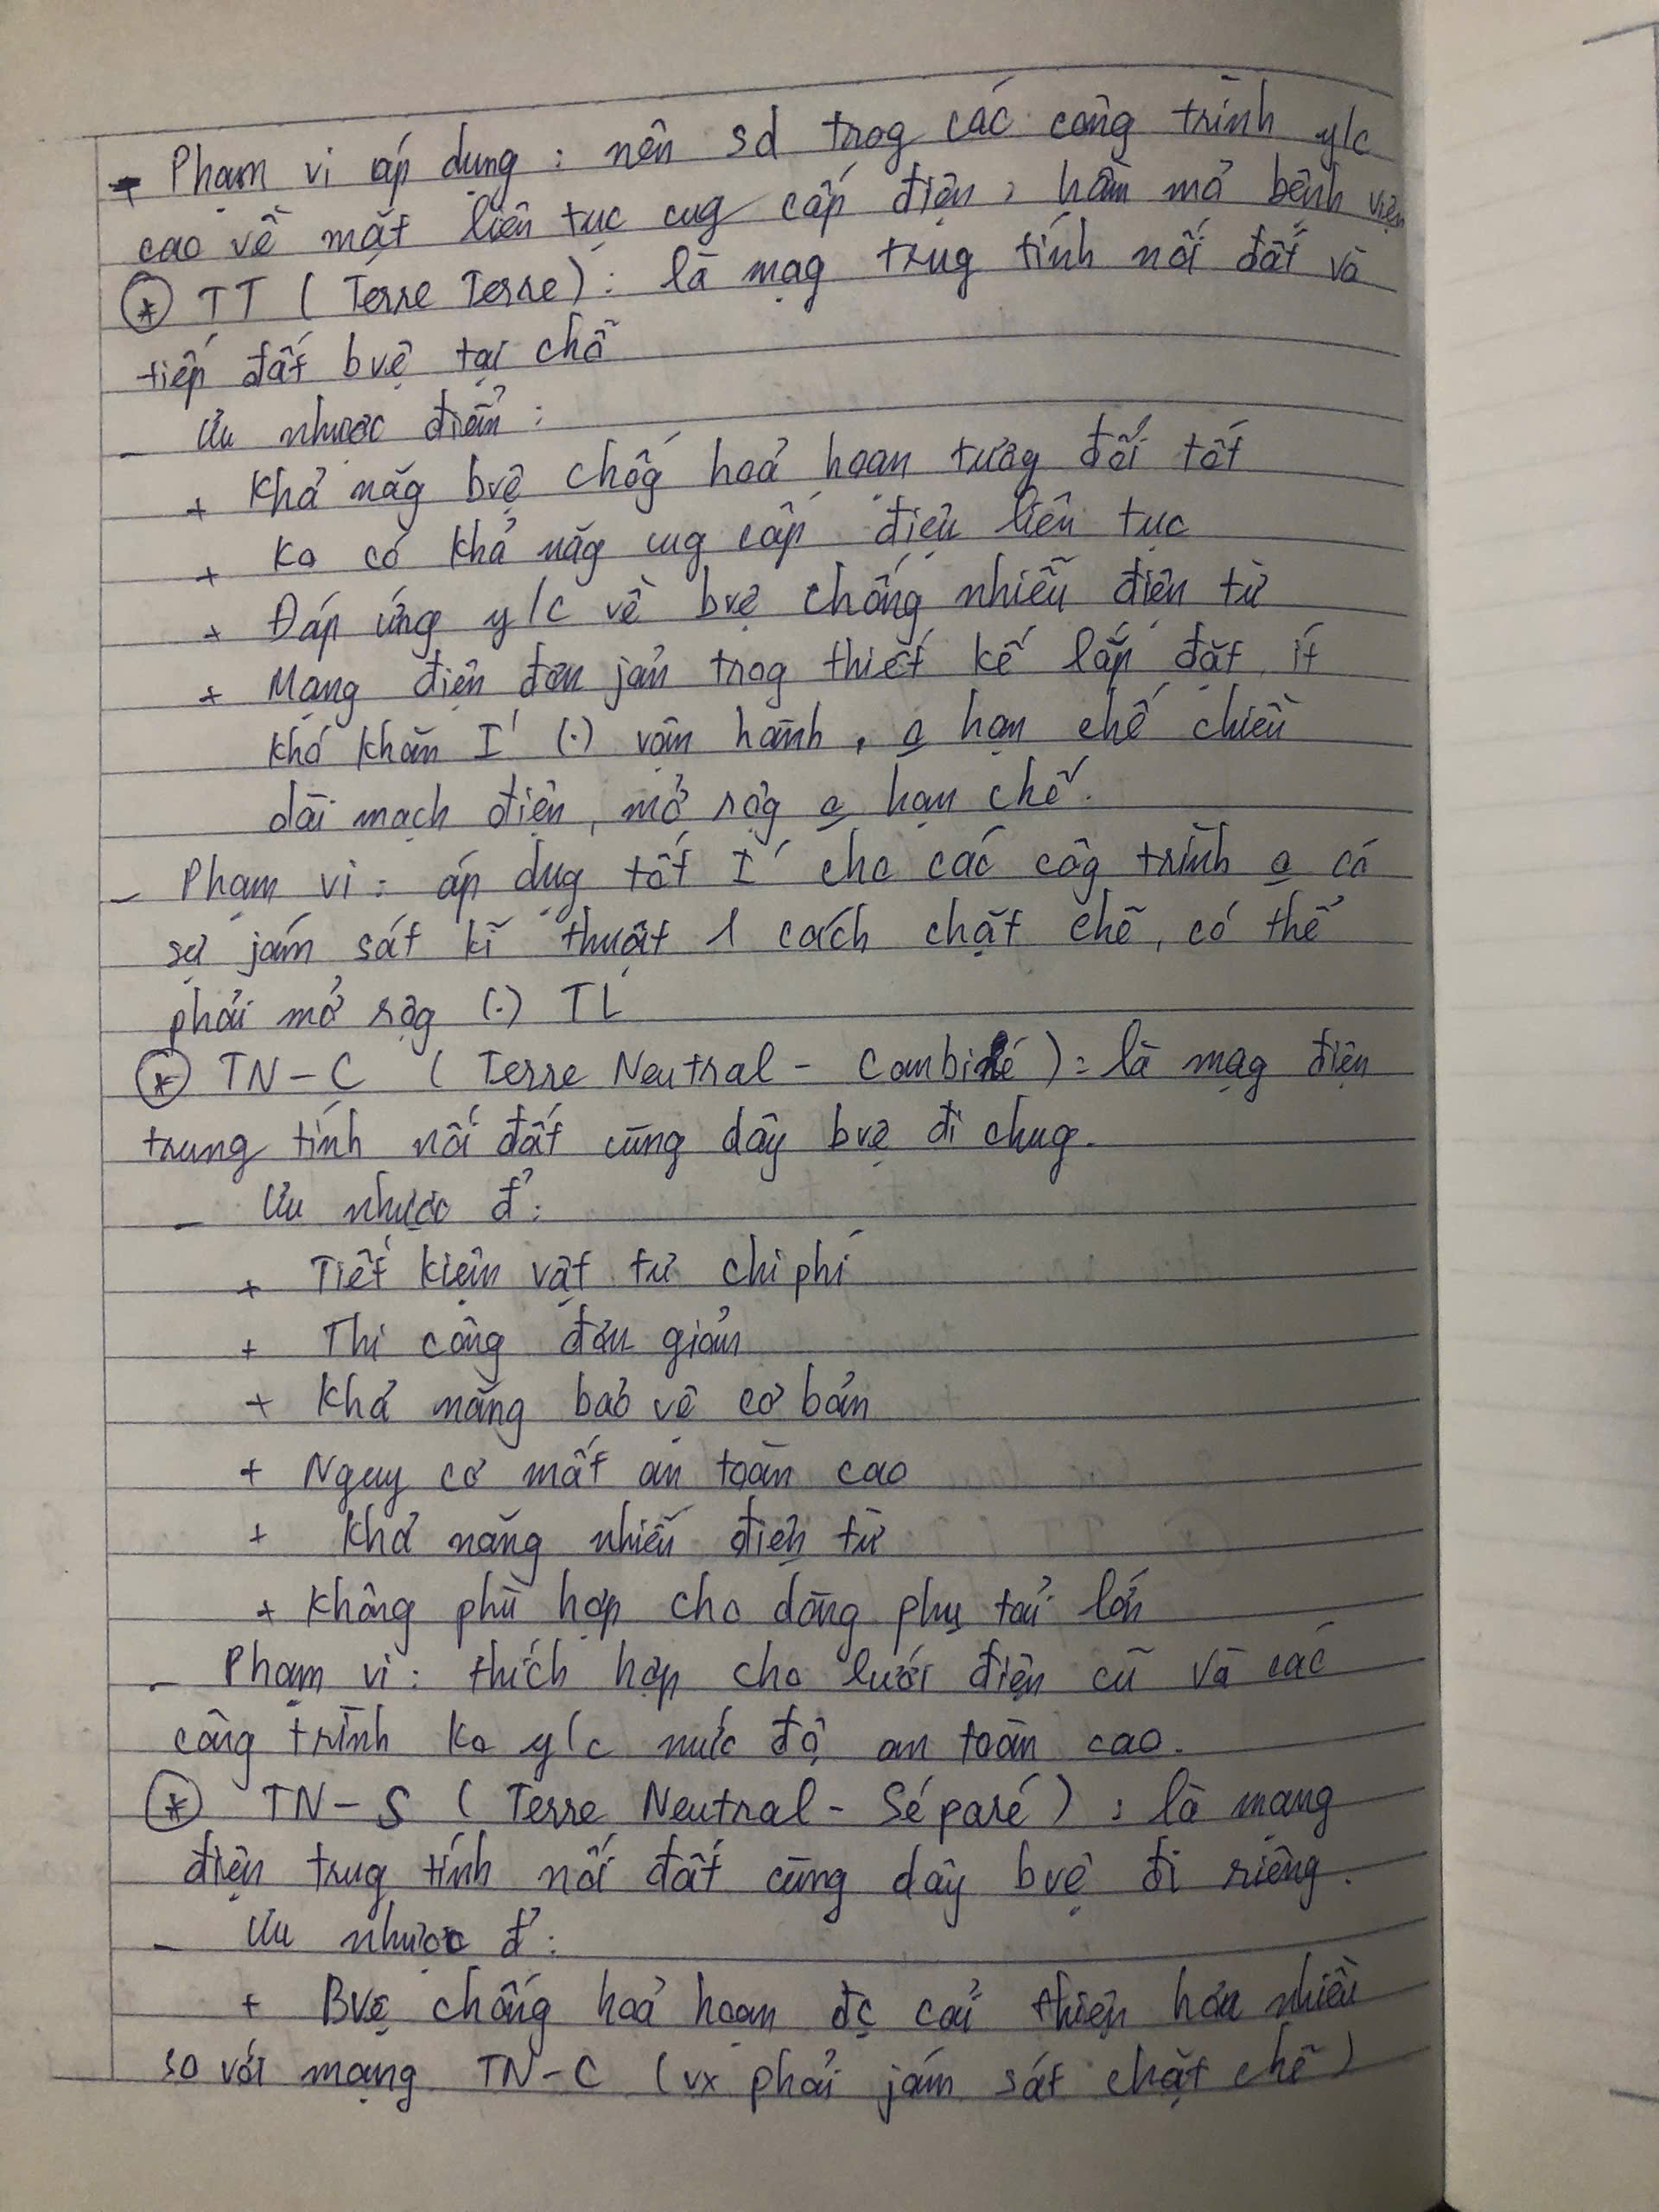 - Phạm vi áp dụng : nên sd trog các công trình y/c
cao về mặt liên tục cug cấp điện : hầm mỏ bệnh viện
* TT ( Terre Terre ) : là mạg trug tính nối đất và
tiếp đất bvệ tại chỗ
- Ưu nhược điểm :
+ Khả năg bvệ chốg hoả hoạn tươg đối tốt
+ Ko có khả năg cug cấp điện liên tục
+ Đáp ứng y/c về bvệ chống nhiễu điện từ
+ Mạng điện đơn jản trog thiết kế lắp đặt, ít
khó khăn I' (.) vận hành, o hạn chế chiều
dài mạch điện, mở rộg o hạn chế.
- Phạm vi : áp dụg tốt I' cho các côg trình o có
sự jám sát kĩ thuật 1 cách chặt chẽ, có thể
phải mở rộg (.) TL
* TN-C ( Terre Neutral - Combiné ) : là mạg điện
trung tính nối đất cùng dây bvệ đi chug.
- Ưu nhược đ' :
+ Tiết kiệm vật tư chi phí
+ Thi công đơn giản
+ Khả năng bảo vệ cơ bản
+ Nguy cơ mất an toàn cao
+ Khả năng nhiễu điện từ
+ Không phù hợp cho dòng phụ tải lớn
- Phạm vi : thích hợp cho lưới điện cũ và các
công trình ko y/c mức độ an toàn cao.
* TN-S ( Terre Neutral - Séparé ) : là mạng
điện trug tính nối đất cùng dây bvệ đi riêng.
- Ưu nhược đ' :
+ Bvệ chống hoả hoạn đc cải thiện hơn nhiều
so với mạng TN-C (vx phải jám sát chặt chẽ)